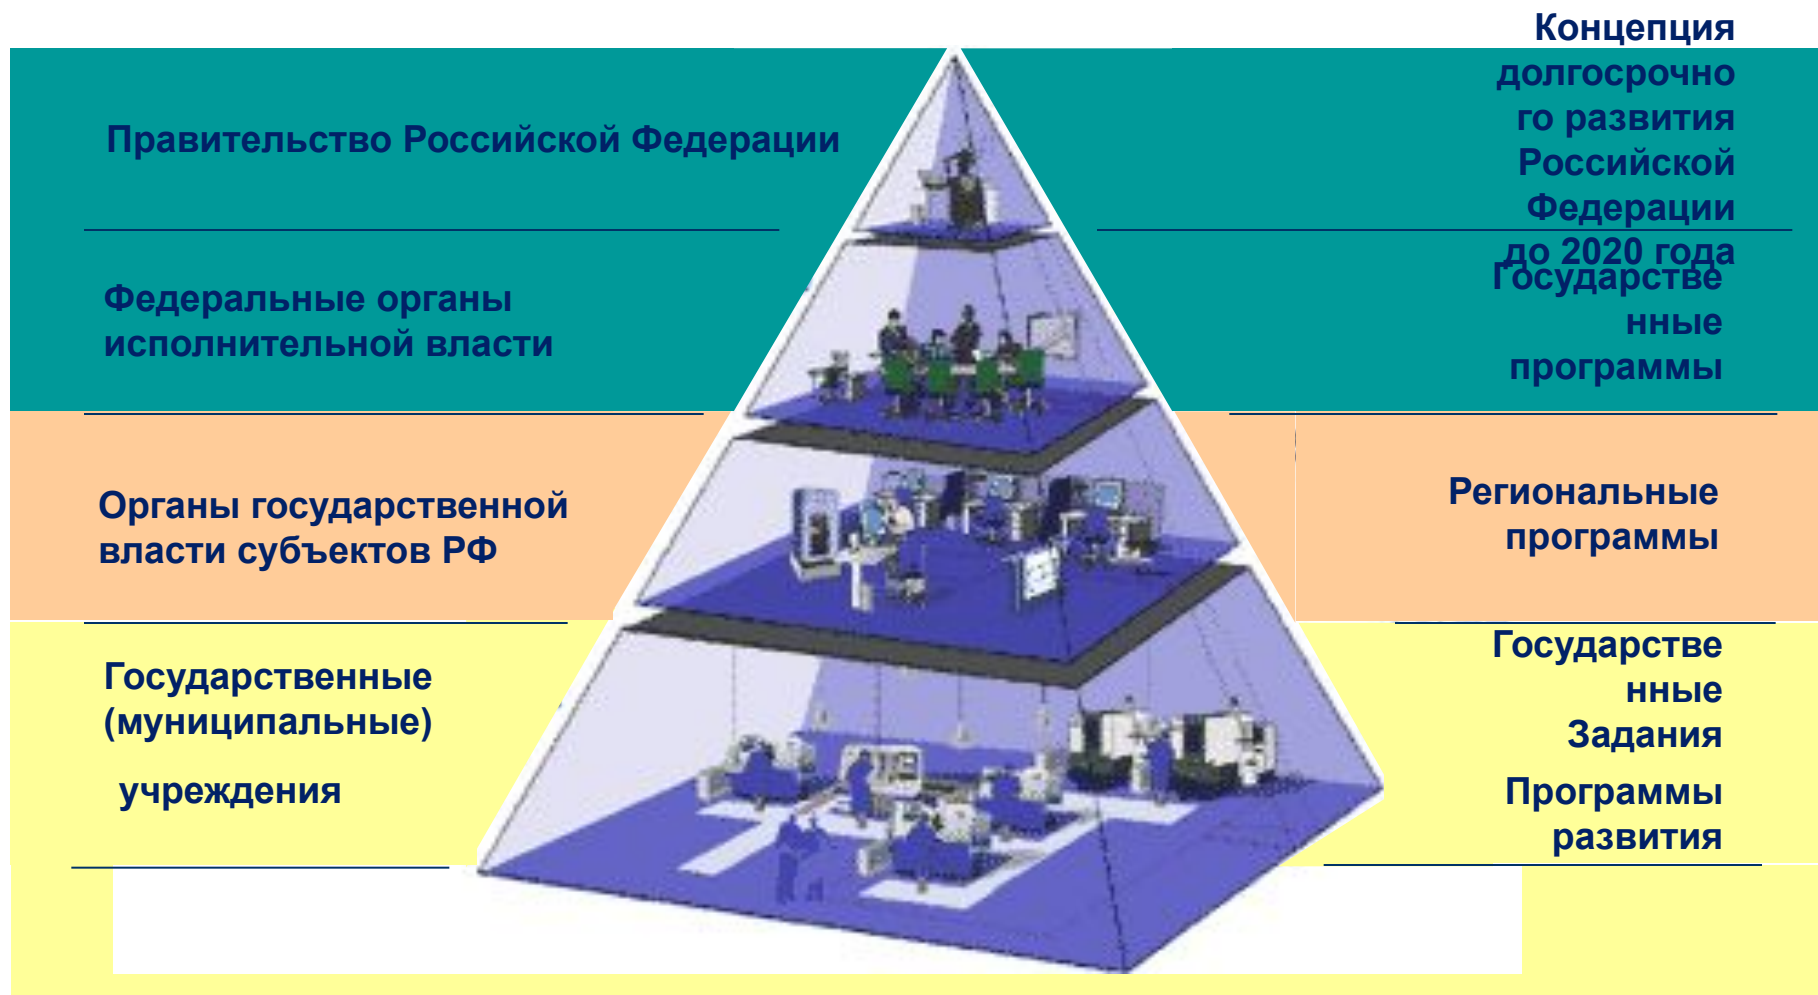 Концепция
долгосрочно
го развития
Российской
Федерации
до 2020 года
Правительство Российской Федерации
Федеральные органы
исполнительной власти
Государстве
нные
программы
Органы государственной
власти субъектов РФ
Региональные
программы
Государственные
(муниципальные)
учреждения
Государстве
нные
Задания
Программы
развития